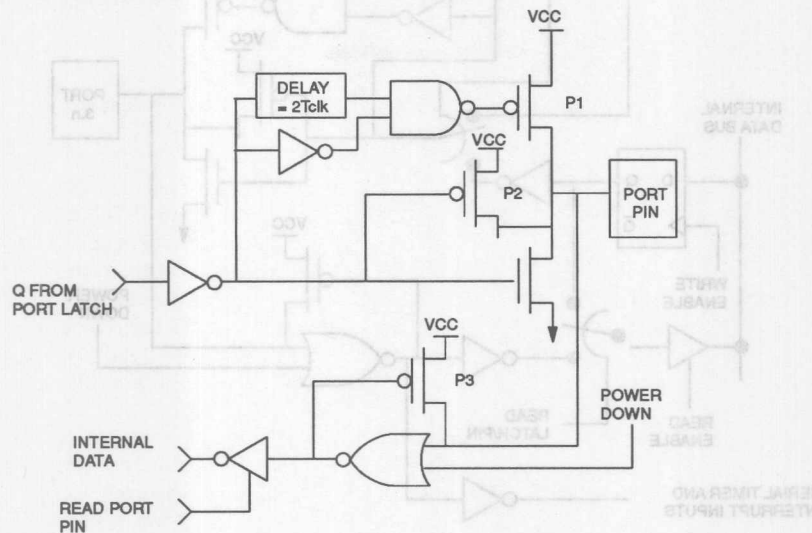 VCC
DELAY
= 2Tclk
P1
VCC
P2
PORT
PIN
Q FROM
PORT LATCH
VCC
P3
POWER
DOWN
INTERNAL
DATA
READ PORT
PIN